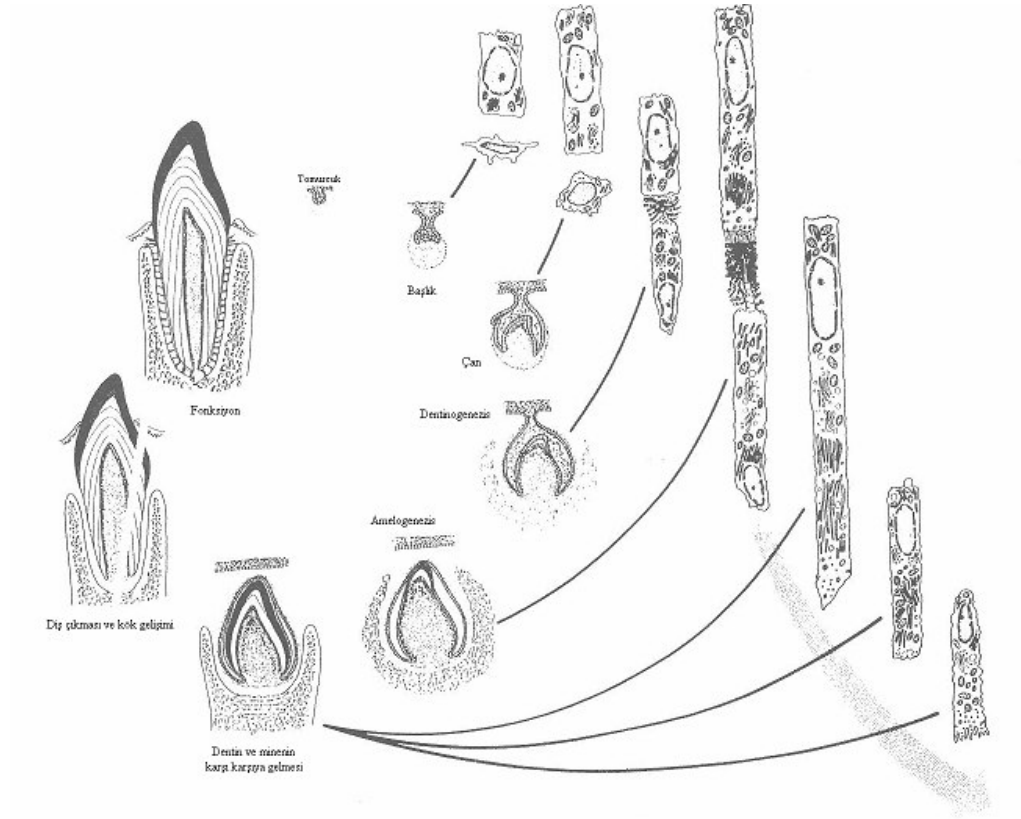 Tomurcuk
Başlık
Çan
Dentinogenezis
Amelogenezis
Dentin ve minenin
karşı karşıya gelmesi
Diş çıkması ve kök gelişimi
Fonksiyon